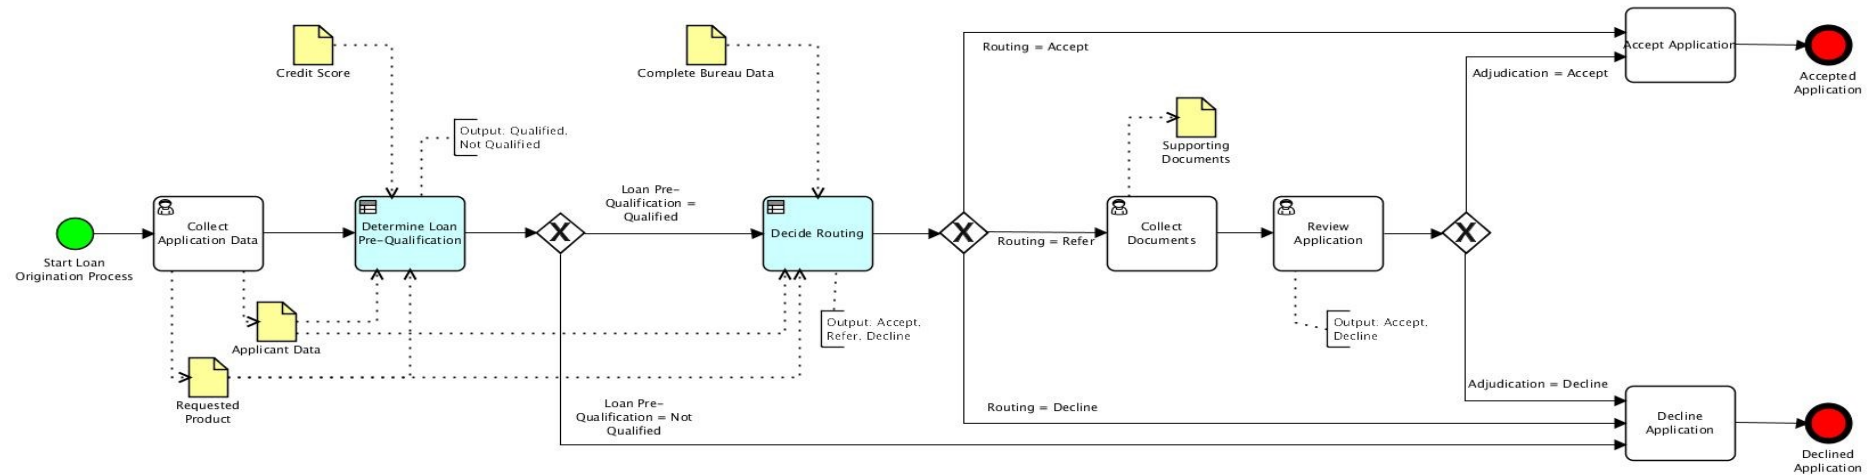 Credit Score
Complete Bureau Data
Routing = Accept
Accept Application
Adjudication = Accept
Accepted
Application
Output. Qualified.
Not Qualified
Supporting
Documents
Loan Pre-
Qualification =
Qualified
Start Loan
Origination Process
Collect
Application Data
Determine Loan
Pre-Qualification
X
Decide Routing
X
Routing = Refer
Collect
Documents
Review
Application
X
Applicant Data
Output. Accept.
Refer. Decline
Output. Accept.
Decline
Requested
Product
Loan Pre-
Qualification = Not
Qualified
Routing = Decline
Adjudication = Decline
Decline
Application
Declined
Application